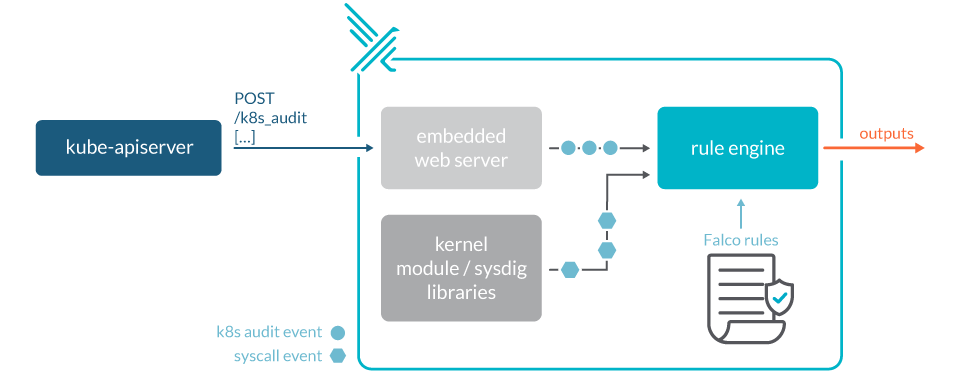 POST
/k8s_audit
[...]
kube-apiserver
embedded
web server
rule engine
outputs
kernel
module / sysdig
libraries
Falco rules
k8s audit event
syscall event